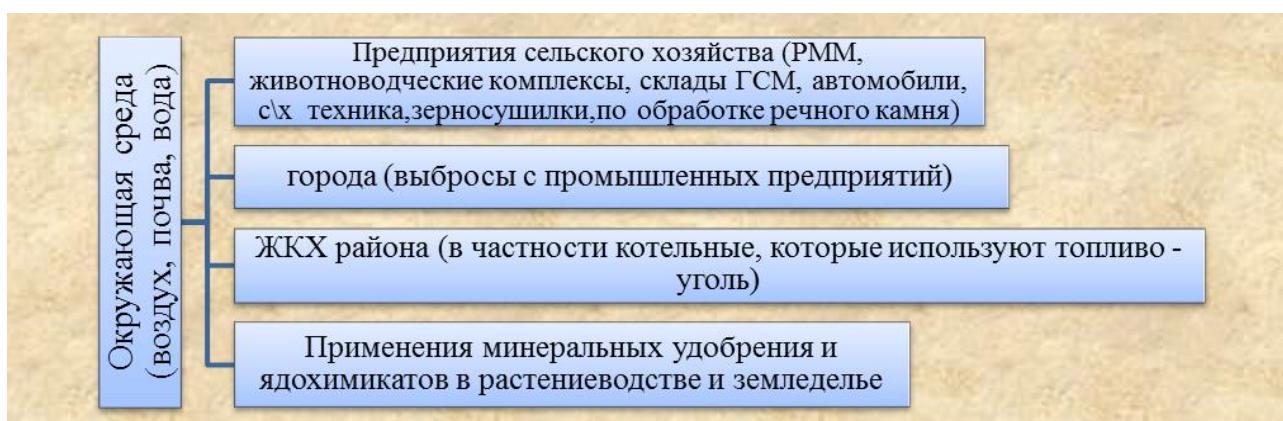 Окружающая среда
(воздух, почва, вода)
Предприятия сельского хозяйства (РММ,
животноводческие комплексы, склады ГСМ, автомобили,
с\х техника,зерносушилки,по обработке речного камня)
города (выбросы с промышленных предприятий)
ЖКХ района (в частности котельные, которые используют топливо -
уголь)
Применения минеральных удобрения и
ядохимикатов в растениеводстве и земледелье